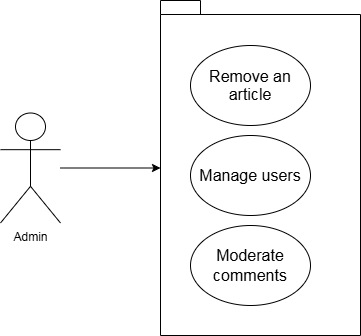 Remove an
article
Manage users
Moderate
comments
Admin